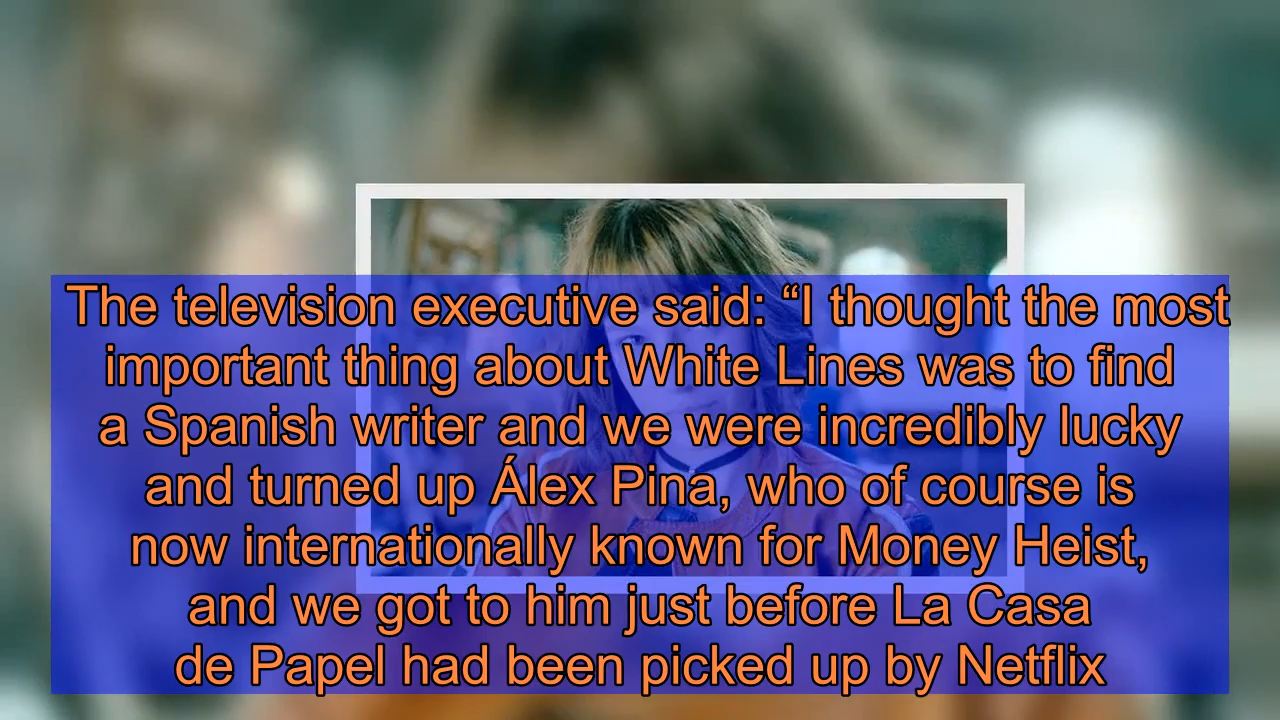 The television executive said: “I thought the most
important thing about White Lines was to find
a Spanish writer and we were incredibly lucky
and turned up Álex Pina, who of course is
now internationally known for Money Heist,
and we got to him just before La Casa
de Papel had been picked up by Netflix